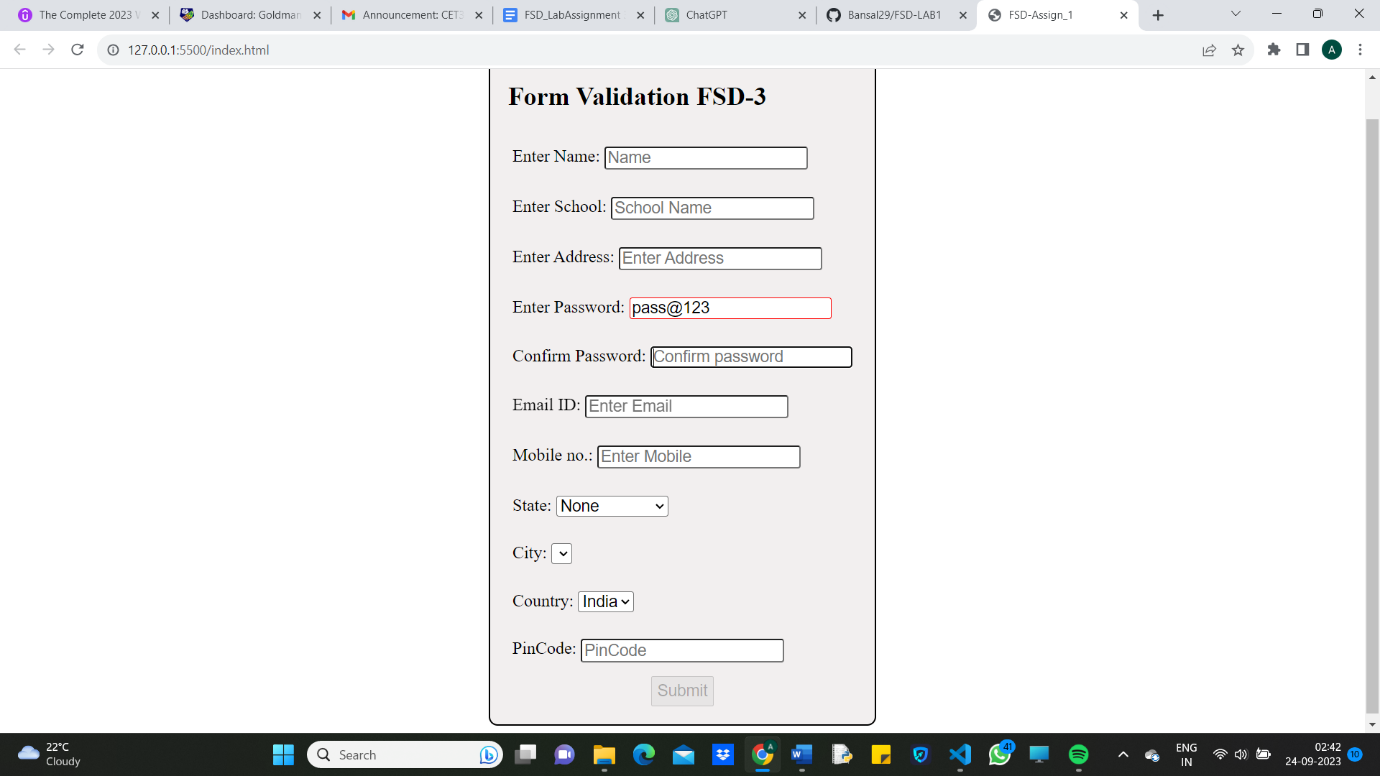 The Complete 2023 W
Dashboard: Goldman
Announcement: CET3
FSD_LabAssignment
ChatGPT
Bansal29/FSD-LAB1
FSD-Assign_1
127.0.0.1:5500/index.html
A
Form Validation FSD-3
Enter Name: Name
Enter School: School Name
Enter Address: Enter Address
Enter Password: pass@123
Confirm Password: Confirm password
Email ID: Enter Email
Mobile no.: Enter Mobile
State: None
City:
Country: India
PinCode: PinCode
Submit
22°C
Cloudy
Search
A
41
ENG
IN
02:42
24-09-2023
10